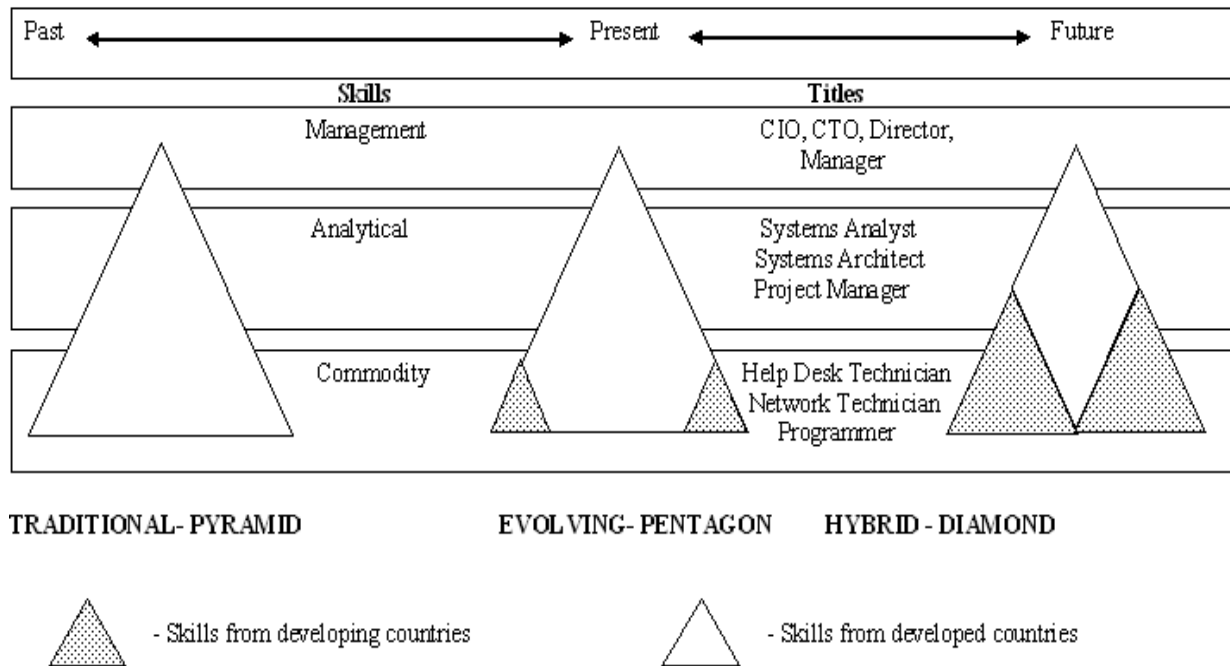 Past Present Future
Skills Titles
Management CIO, CTO, Director,
Manager
Analytical Systems Analyst
Systems Architect
Project Manager
Commodity Help Desk Technician
Network Technician
Programmer
TRADITIONAL- PYRAMID EVOLVING- PENTAGON HYBRID - DIAMOND
- Skills from developing countries - Skills from developed countries